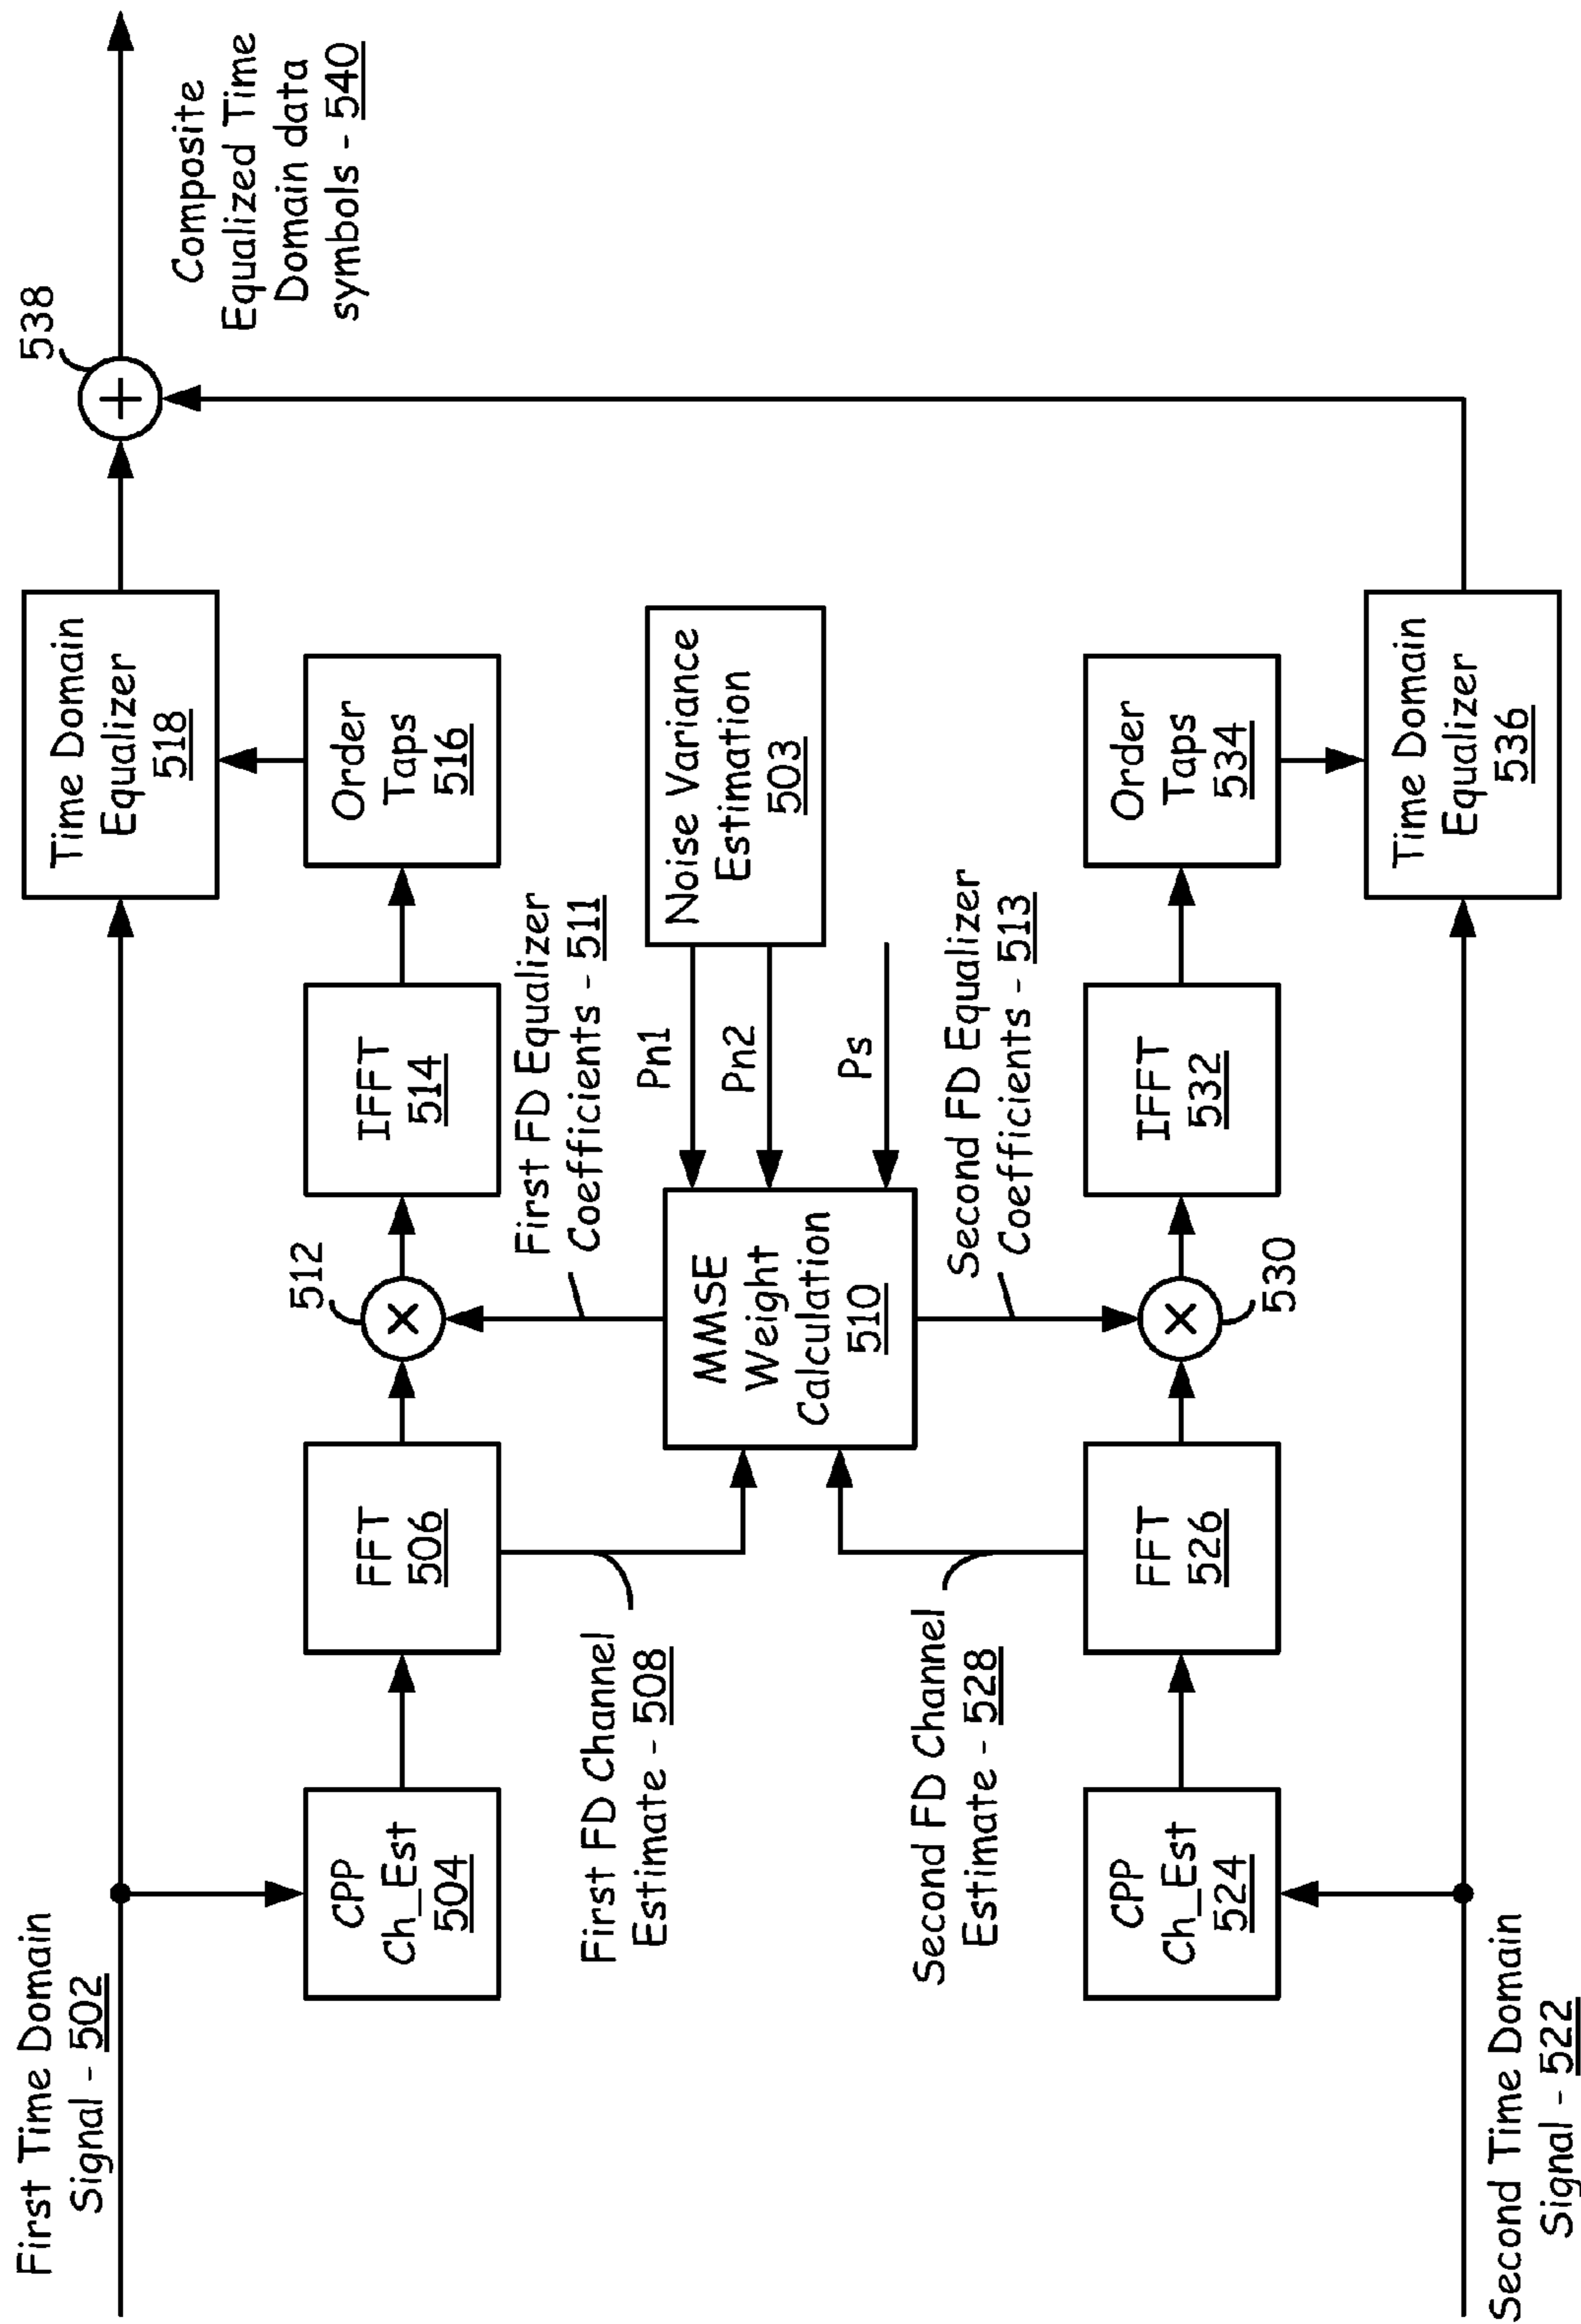 First Time Domain
Signal - 502
CPP
Ch_Est
504
FFT
506
512
×
IFFT
514
Order
Taps
516
Time Domain
Equalizer
518
538
+
Composite
Equalized Time
Domain data
symbols - 540
First FD Channel
Estimate - 508
First FD Equalizer
Coefficients - 511
MMSE
Weight
Calculation
510
Pn1
Pn2
Ps
Noise Variance
Estimation
503
Second FD Channel
Estimate - 528
Second FD Equalizer
Coefficients - 513
CPP
Ch_Est
524
FFT
526
×
530
IFFT
532
Order
Taps
534
Time Domain
Equalizer
536
Second Time Domain
Signal - 522